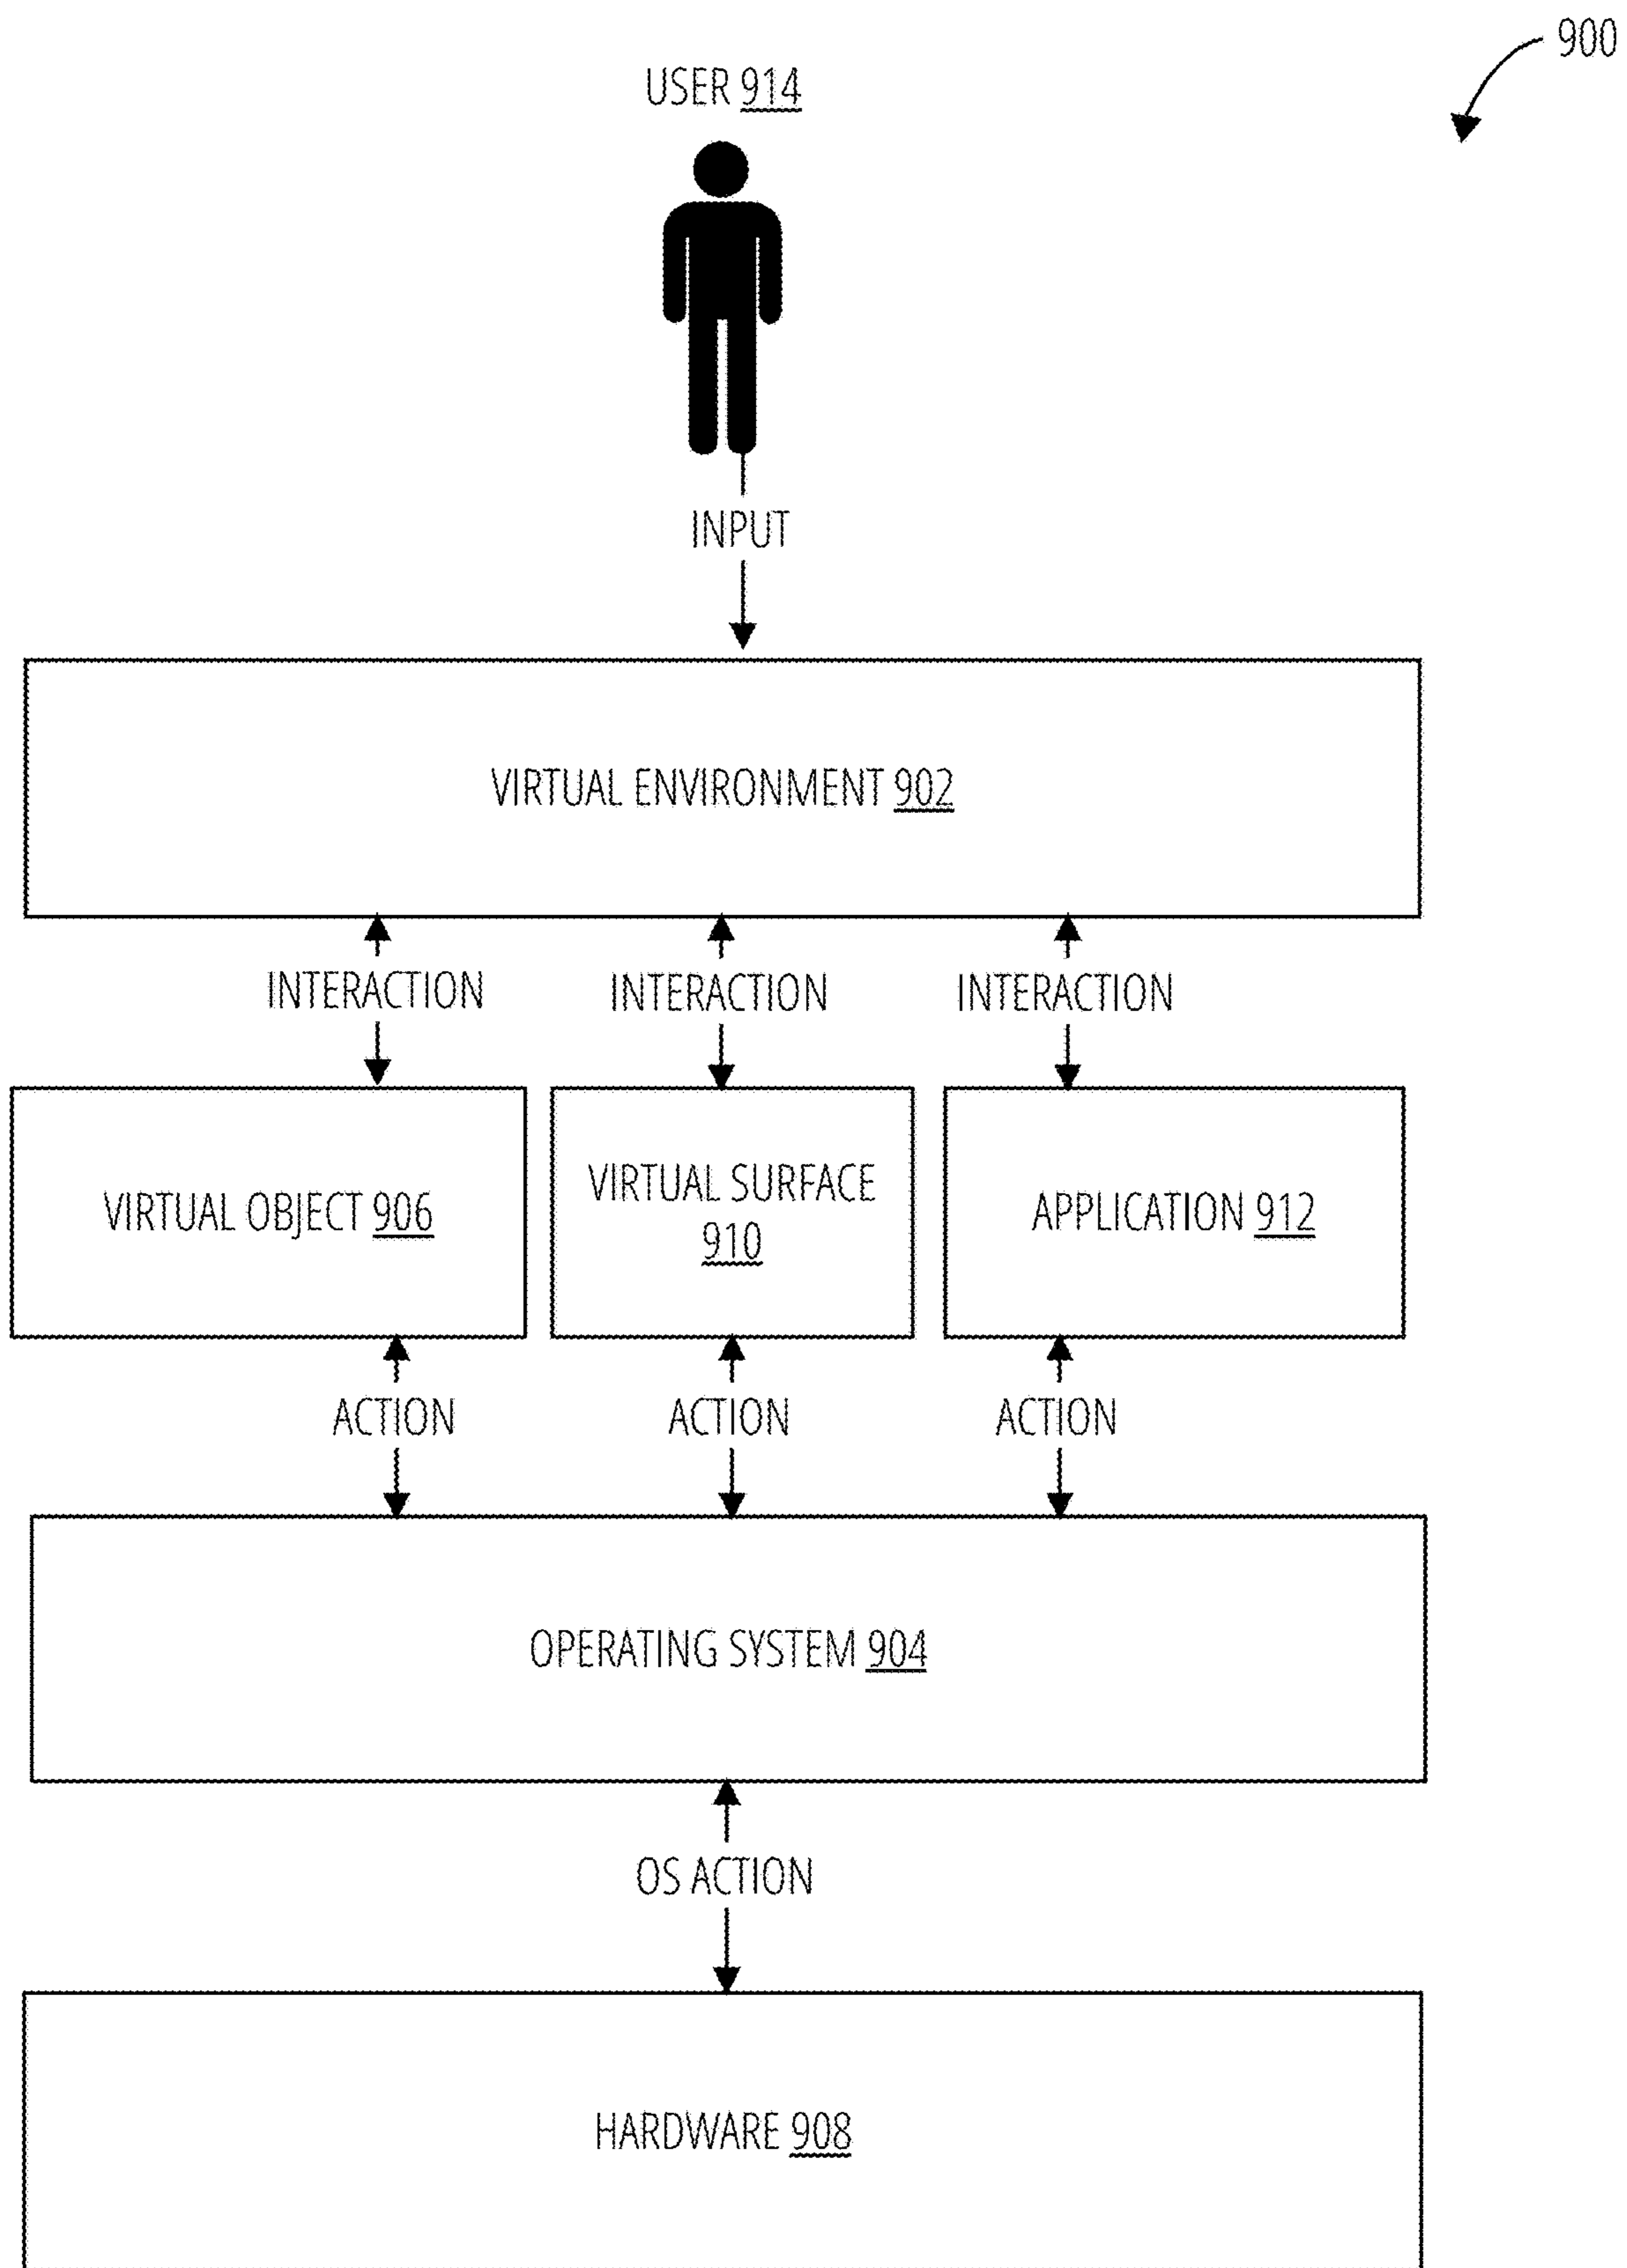 900
USER 914
INPUT
VIRTUAL ENVIRONMENT 902
INTERACTION
INTERACTION
INTERACTION
VIRTUAL OBJECT 906
VIRTUAL SURFACE
910
APPLICATION 912
ACTION
ACTION
ACTION
OPERATING SYSTEM 904
OS ACTION
HARDWARE 908